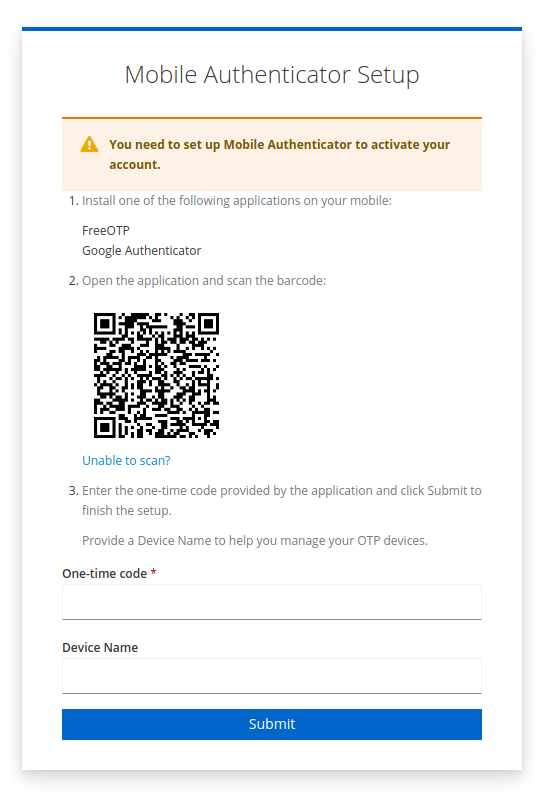 Mobile Authenticator Setup
You need to set up Mobile Authenticator to activate your
account.
1. Install one of the following applications on your mobile:
FreeOTP
Google Authenticator
2. Open the application and scan the barcode:
Unable to scan?
3. Enter the one-time code provided by the application and click Submit to
finish the setup.
Provide a Device Name to help you manage your OTP devices.
One-time code *
Device Name
Submit